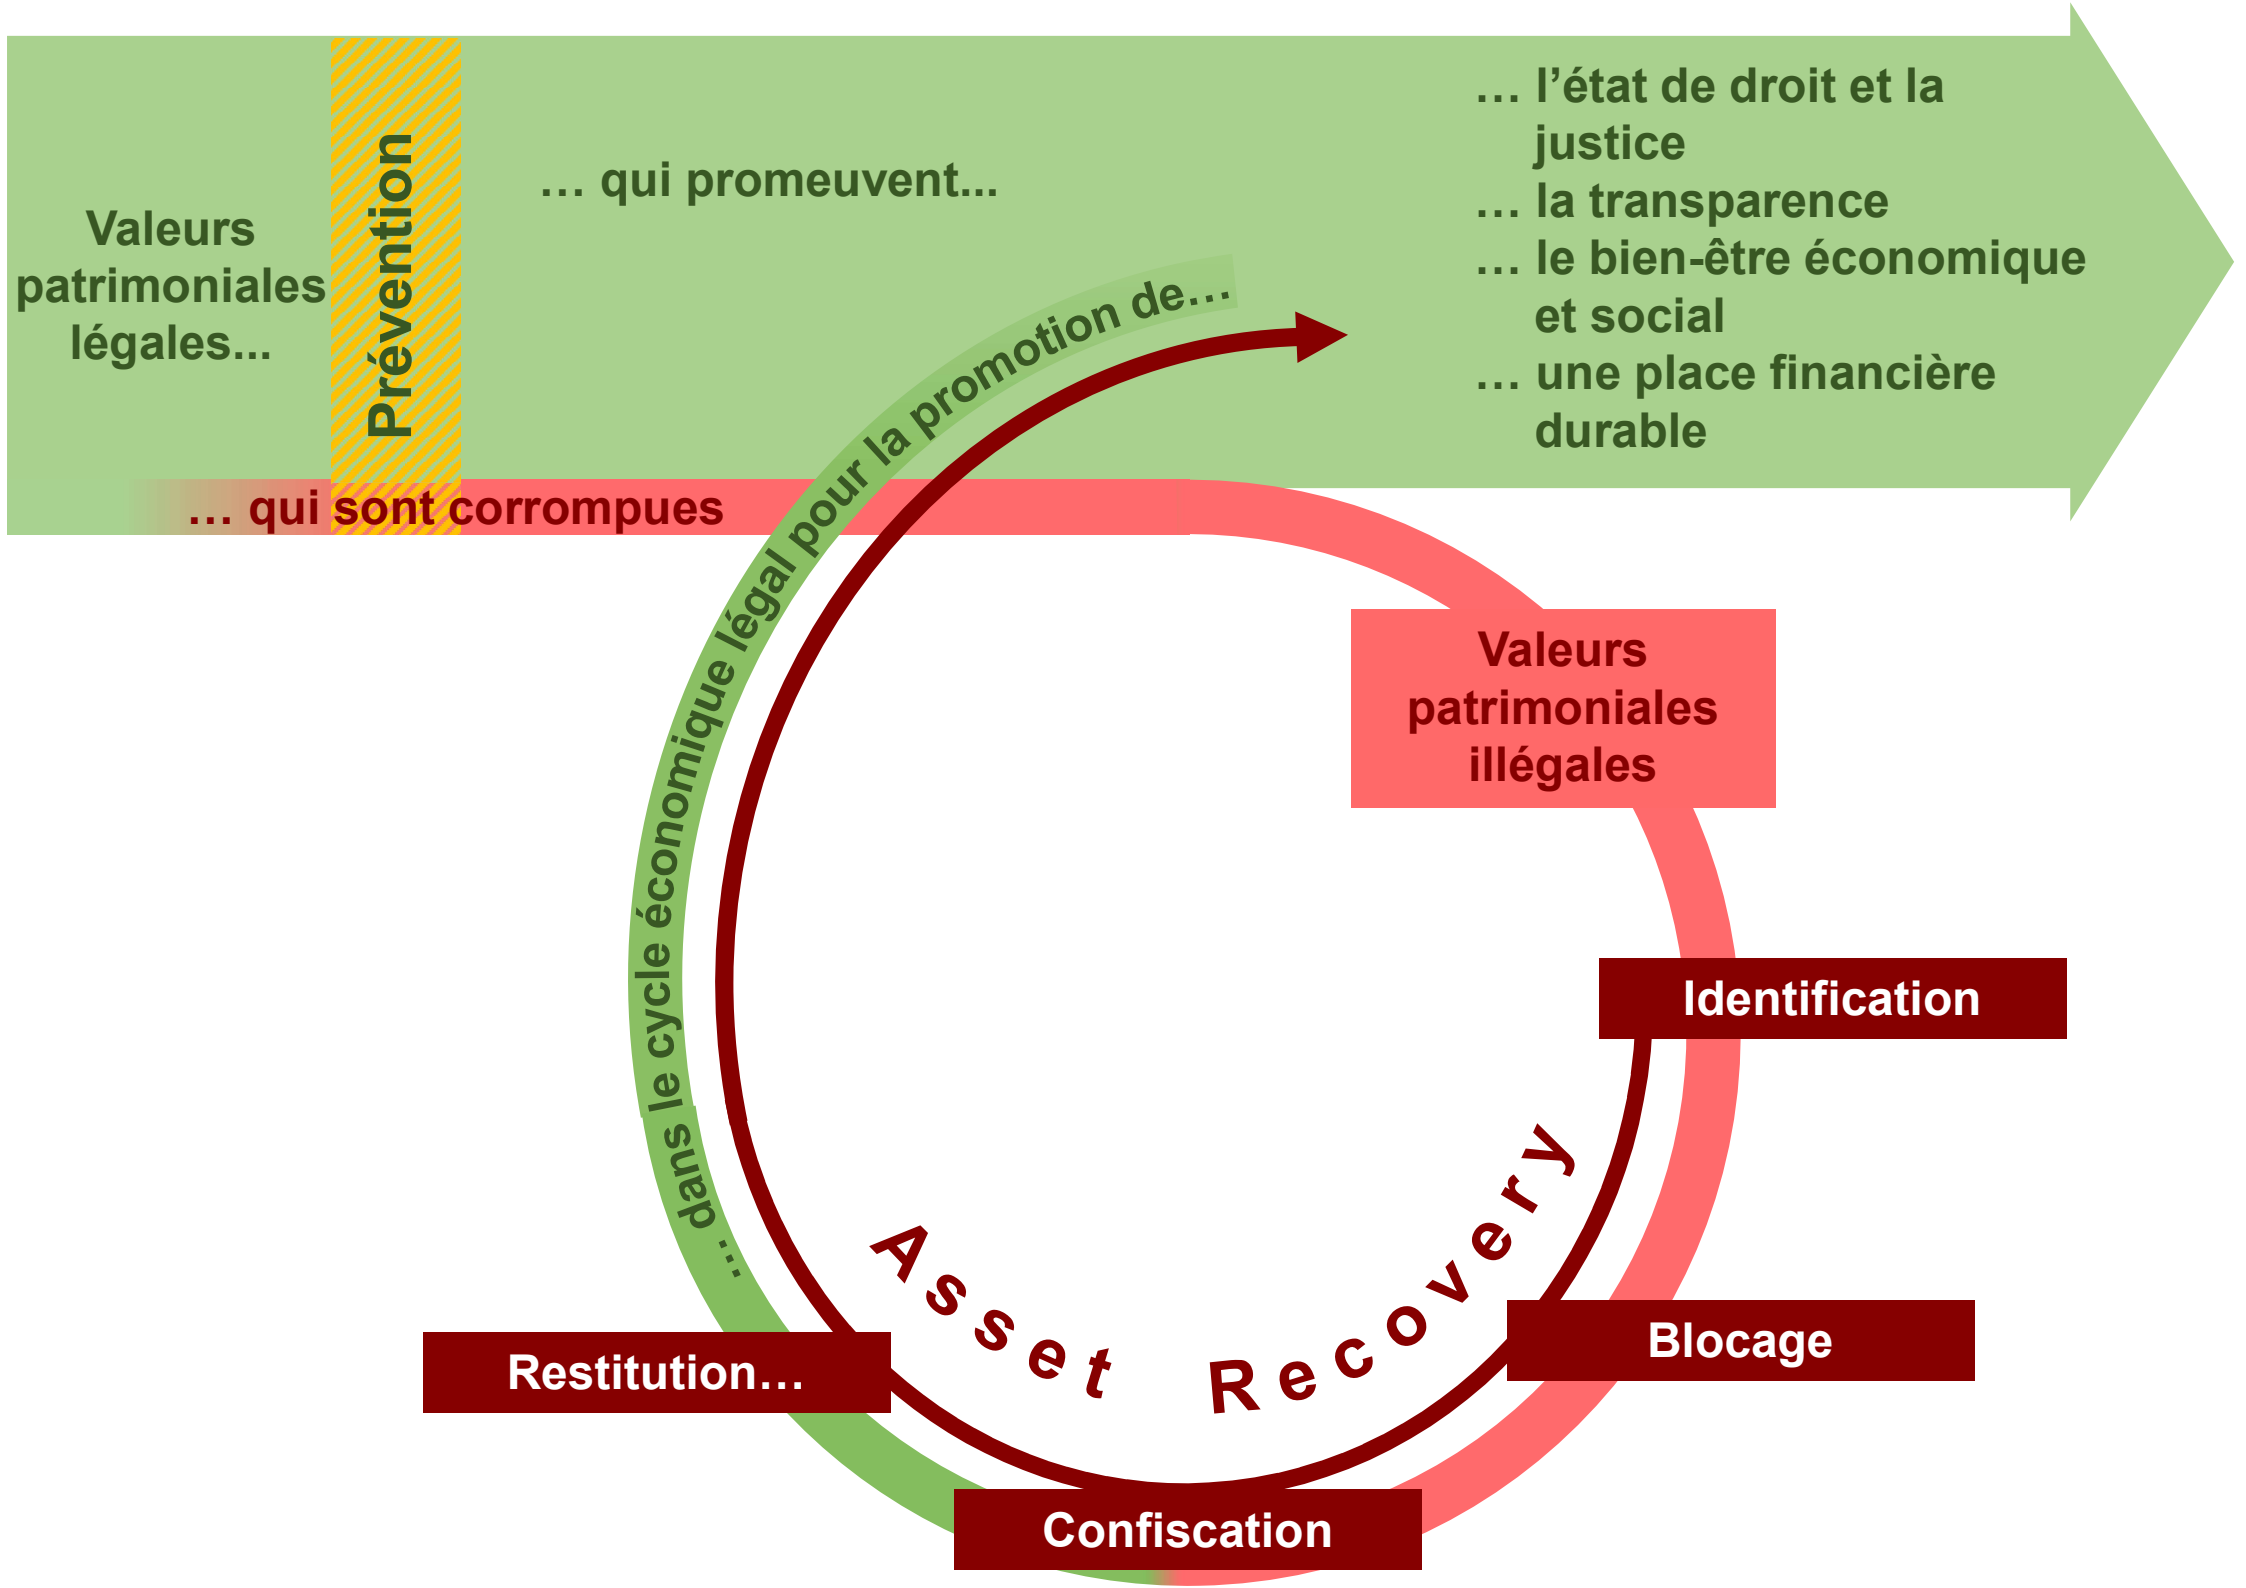 Valeurs
patrimoniales
légales...
Prévention
… qui promeuvent...
… l’état de droit et la
justice
… la transparence
… le bien-être économique
et social
… une place financière
durable
… qui sont corrompues
Valeurs
patrimoniales
illégales
Identification
Blocage
Confiscation
Restitution…
… dans le cycle économique légal pour la promotion de…
Asset Recovery